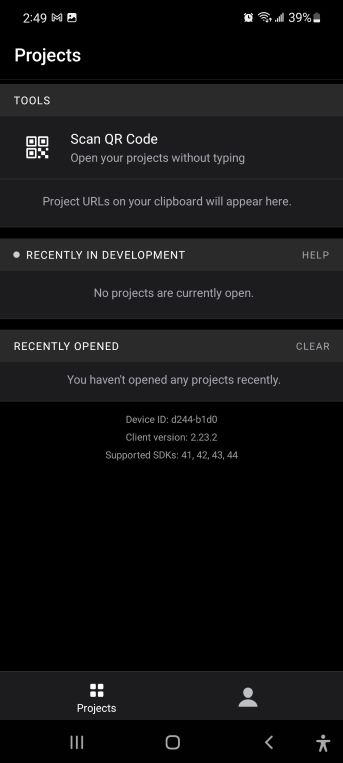 2:49 39%
Projects
TOOLS
Scan QR Code
Open your projects without typing
Project URLs on your clipboard will appear here.
RECENTLY IN DEVELOPMENT HELP
No projects are currently open.
RECENTLY OPENED CLEAR
You haven't opened any projects recently.
Device ID: d244-b1d0
Client version: 2.23.2
Supported SDKs: 41, 42, 43, 44
Projects